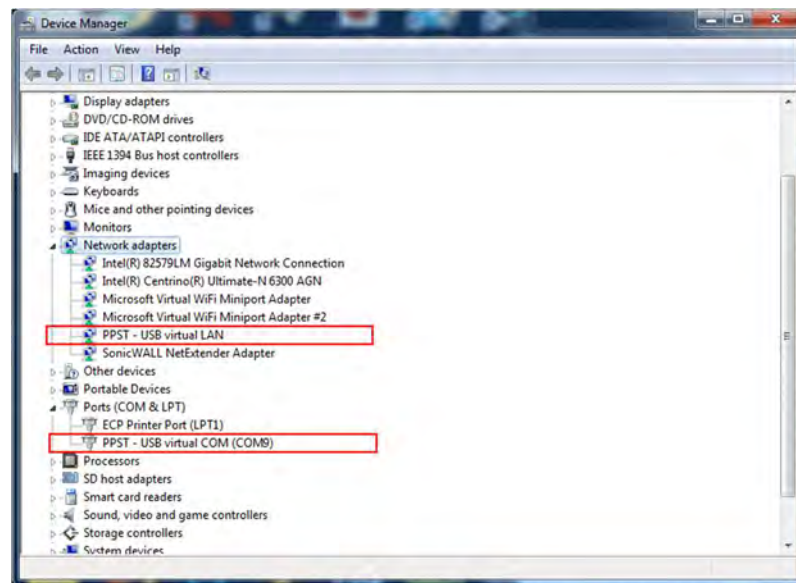 Device Manager
File Action View Help
Display adapters
DVD/CD-ROM drives
IDE ATA/ATAPI controllers
IEEE 1394 Bus host controllers
Imaging devices
Keyboards
Mice and other pointing devices
Monitors
Network adapters
Intel(R) 82579LM Gigabit Network Connection
Intel(R) Centrino(R) Ultimate-N 6300 AGN
Microsoft Virtual WiFi Miniport Adapter
Microsoft Virtual WiFi Miniport Adapter #2
PPST - USB virtual LAN
SonicWALL NetExtender Adapter
Other devices
Portable Devices
Ports (COM & LPT)
ECP Printer Port (LPT1)
PPST - USB virtual COM (COM9)
Processors
SD host adapters
Smart card readers
Sound, video and game controllers
Storage controllers
System devices